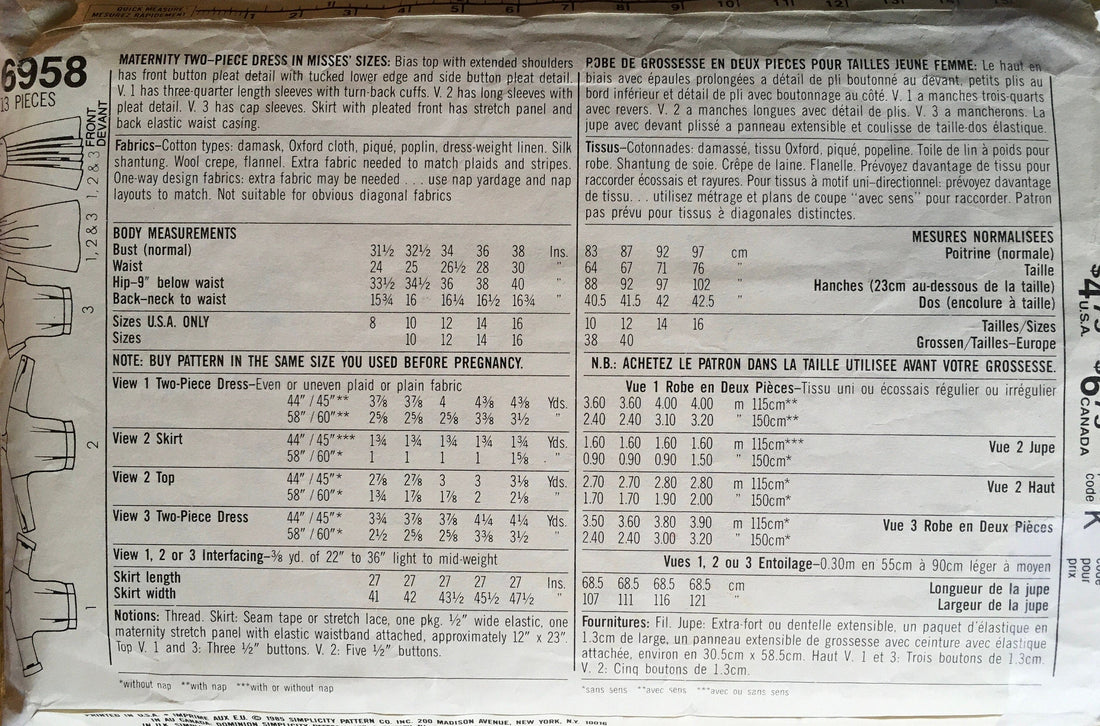 QUICK MEASURE
MESUREZ RAPIDEMENT
6958
13 PIECES
FRONT
DEVANT
1, 2 & 3
1, 2 & 3
3
2
1
MATERNITY TWO-PIECE DRESS IN MISSES' SIZES: Bias top with extended shoulders
has front button pleat detail with tucked lower edge and side button pleat detail.
V. 1 has three-quarter length sleeves with turn-back cuffs. V. 2 has long sleeves with
pleat detail. V. 3 has cap sleeves. Skirt with pleated front has stretch panel and
back elastic waist casing.
Fabrics–Cotton types: damask, Oxford cloth, piqué, poplin, dress-weight linen. Silk
shantung. Wool crepe, flannel. Extra fabric needed to match plaids and stripes.
One-way design fabrics: extra fabric may be needed . . . use nap yardage and nap
layouts to match. Not suitable for obvious diagonal fabrics
BODY MEASUREMENTS
Bust (normal) 31½ 32½ 34 36 38 Ins.
Waist 24 25 26½ 28 30 "
Hip-9" below waist 33½ 34½ 36 38 40 "
Back-neck to waist 15¾ 16 16¼ 16½ 16¾ "
Sizes U.S.A. ONLY 8 10 12 14 16
Sizes 10 12 14 16
NOTE: BUY PATTERN IN THE SAME SIZE YOU USED BEFORE PREGNANCY.
View 1 Two-Piece Dress–Even or uneven plaid or plain fabric
44" / 45"** 3⅞ 3⅞ 4 4⅜ 4⅜ Yds.
58" / 60"** 2⅝ 2⅝ 2⅝ 3⅜ 3½ "
View 2 Skirt 44" / 45"*** 1¾ 1¾ 1¾ 1¾ 1¾ Yds.
58" / 60"* 1 1 1 1 1⅝ "
View 2 Top 44" / 45"* 2⅞ 2⅞ 3 3 3⅛ Yds.
58" / 60"* 1¾ 1⅞ 1⅞ 2 2⅛ "
View 3 Two-Piece Dress 44" / 45"* 3¾ 3⅞ 3⅞ 4¼ 4¼ Yds.
58" / 60"* 2½ 2⅝ 2⅝ 3⅜ 3½ "
View 1, 2 or 3 Interfacing–⅜ yd. of 22" to 36" light to mid-weight
Skirt length 27 27 27 27 27 Ins.
Skirt width 41 42 43½ 45½ 47½ "
Notions: Thread. Skirt: Seam tape or stretch lace, one pkg. ½" wide elastic, one
maternity stretch panel with elastic waistband attached, approximately 12" x 23".
Top V. 1 and 3: Three ½" buttons. V. 2: Five ½" buttons.
*without nap **with nap ***with or without nap
ROBE DE GROSSESSE EN DEUX PIECES POUR TAILLES JEUNE FEMME: Le haut en
biais avec épaules prolongées a détail de pli boutonné au devant, petits plis au
bord inférieur et détail de pli avec boutonnage au côté. V. 1 a manches trois-quarts
avec revers. V. 2 a manches longues avec détail de plis. V. 3 a mancherons. La
jupe avec devant plissé a panneau extensible et coulisse de taille-dos élastique.
Tissus–Cotonnades: damassé, tissu Oxford, piqué, popeline. Toile de lin à poids pour
robe. Shantung de soie. Crêpe de laine. Flanelle. Prévoyez davantage de tissu pour
raccorder écossais et rayures. Pour tissus à motif uni-directionnel: prévoyez davantage
de tissu. . . utilisez métrage et plans de coupe "avec sens" pour raccorder. Patron
pas prévu pour tissus à diagonales distinctes.
MESURES NORMALISEES
83 87 92 97 cm Poitrine (normale)
64 67 71 76 " Taille
88 92 97 102 " Hanches (23cm au-dessous de la taille)
40.5 41.5 42 42.5 " Dos (encolure à taille)
10 12 14 16 Tailles/Sizes
38 40 Grossen/Tailles–Europe
N.B.: ACHETEZ LE PATRON DANS LA TAILLE UTILISEE AVANT VOTRE GROSSESSE.
Vue 1 Robe en Deux Pièces–Tissu uni ou écossais régulier ou irrégulier
3.60 3.60 4.00 4.00 m 115cm**
2.40 2.40 3.10 3.20 " 150cm**
1.60 1.60 1.60 1.60 m 115cm*** Vue 2 Jupe
0.90 0.90 0.90 1.50 " 150cm*
2.70 2.70 2.80 2.80 m 115cm* Vue 2 Haut
1.70 1.70 1.90 2.00 " 150cm*
3.50 3.60 3.80 3.90 m 115cm* Vue 3 Robe en Deux Pièces
2.40 2.40 3.00 3.20 " 150cm*
Vues 1, 2 ou 3 Entoilage–0.30m en 55cm à 90cm léger à moyen
68.5 68.5 68.5 68.5 cm Longueur de la jupe
107 111 116 121 " Largeur de la jupe
Fournitures: Fil. Jupe: Extra-fort ou dentelle extensible, un paquet d'élastique en
1.3cm de large, un panneau extensible de grossesse avec ceinture avec élastique
attachée, environ en 30.5cm x 58.5cm. Haut V. 1 et 3: Trois boutons de 1.3cm.
V. 2: Cinq boutons de 1.3cm.
*sans sens **avec sens ***avec ou sans sens
U.S.A.
CANADA
code K
pour
prix
PRINTED IN U.S.A. • IMPRIME AUX E.U. © 1985 SIMPLICITY PATTERN CO. INC. 200 MADISON AVENUE, NEW YORK, N.Y. 10016